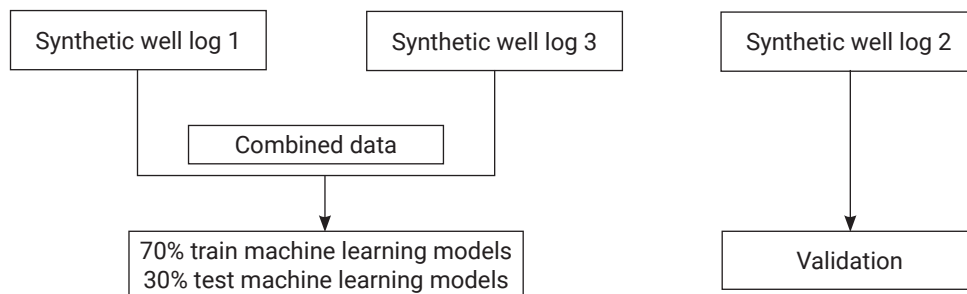 Synthetic well log 1
Synthetic well log 3
Synthetic well log 2
Combined data
70% train machine learning models
30% test machine learning models
Validation